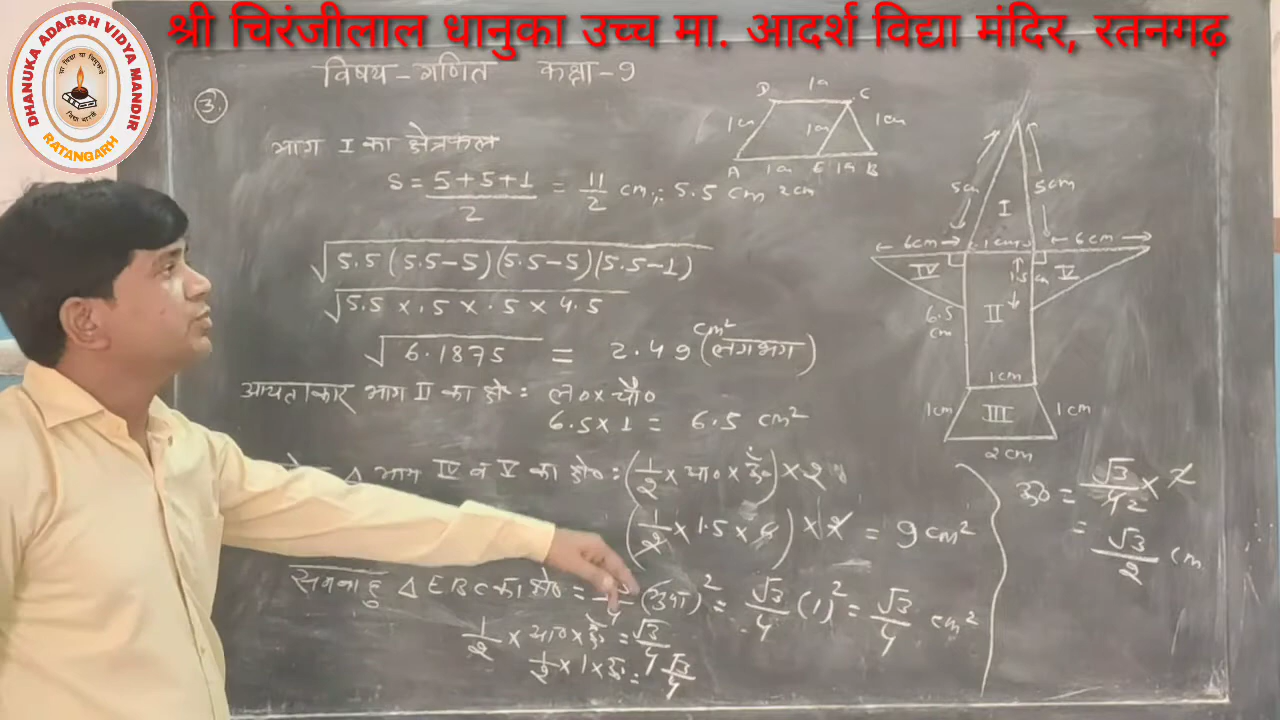 श्री चिरंजीलाल धानुका उच्च मा. आदर्श विद्या मंदिर, रतनगढ़
DHANUKA ADARSH VIDYA MANDIR
RATANGARH
विषय-गणित कक्षा-9
3.
भाग I का क्षेत्रफल
S = 5+5+1 / 2 = 11/2 cm ; 5.5 cm
√5.5 (5.5-5) (5.5-5) (5.5-1)
√5.5 × .5 × .5 × 4.5
√6.1875 = 2.49 cm² (लगभग)
आयताकार भाग II का क्षे० = ल० × चौ०
6.5 × 1 = 6.5 cm²
Δ भाग IV व V का क्षे० = (1/2 × आ० × ऊँ०) × 2
(1/2 × 1.5 × 6) × 2 = 9 cm²
समबाहु Δ EBC का क्षे० = /4 (भुजा)² = √3/4 (1)² = √3/4 cm²
1/2 × आ० × ऊँ० = √3/4
1/2 × 1 × ऊँ० = √3/4
ऊँ० = √3/4 × 2
= √3/2 cm
D 1cm C
1cm 1cm 1cm
A 1cm E 1cm B
2cm
5cm 5cm
I
6cm 1cm 6cm
IV 1.5 cm V
6.5 cm
II
1cm
1cm III 1cm
2cm